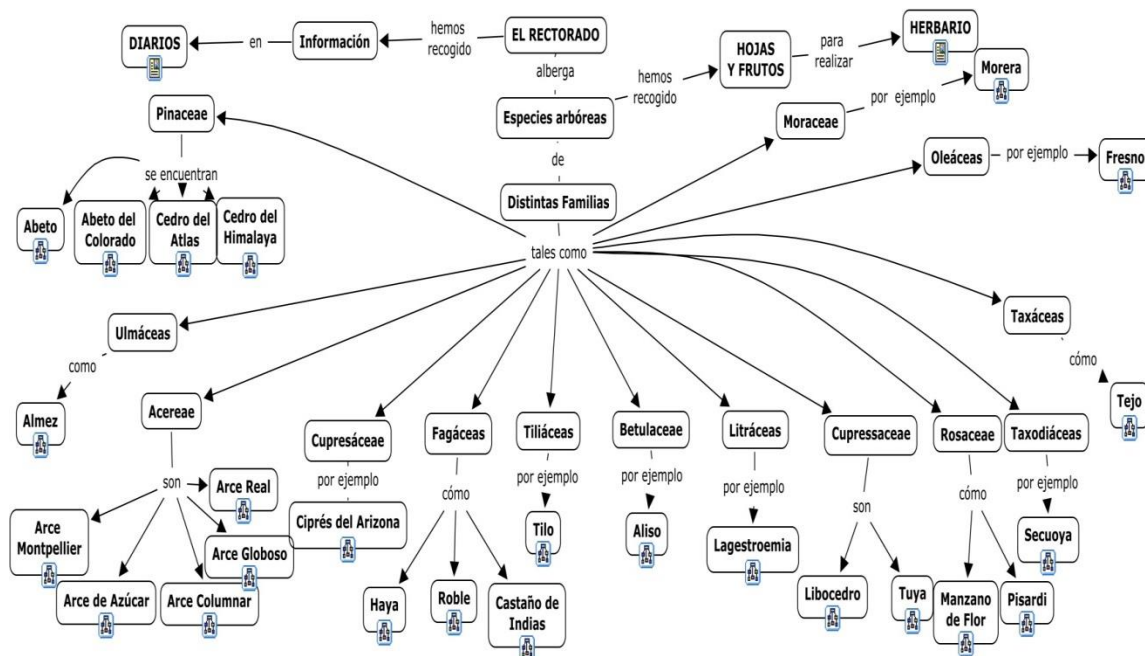 EL RECTORADO
hemos
recogido
Información
en
DIARIOS
alberga
Especies arbóreas
hemos
recogido
HOJAS
Y FRUTOS
para
realizar
HERBARIO
de
Distintas Familias
tales como
Pinaceae
se encuentran
Abeto
Abeto del
Colorado
Cedro del
Atlas
Cedro del
Himalaya
Moraceae
por ejemplo
Morera
Oleáceas
por ejemplo
Fresno
Ulmáceas
como
Almez
Acereae
son
Arce
Montpellier
Arce de Azúcar
Arce Columnar
Arce Globoso
Arce Real
Cupresáceae
por ejemplo
Ciprés del Arizona
Fagáceas
cómo
Haya
Roble
Castaño de
Indias
Tiliáceas
por ejemplo
Tilo
Betulaceae
por ejemplo
Aliso
Litráceas
por ejemplo
Lagestroemia
Cupressaceae
son
Libocedro
Tuya
Rosaceae
cómo
Manzano
de Flor
Pisardi
Taxodiáceas
por ejemplo
Secuoya
Taxáceas
cómo
Tejo